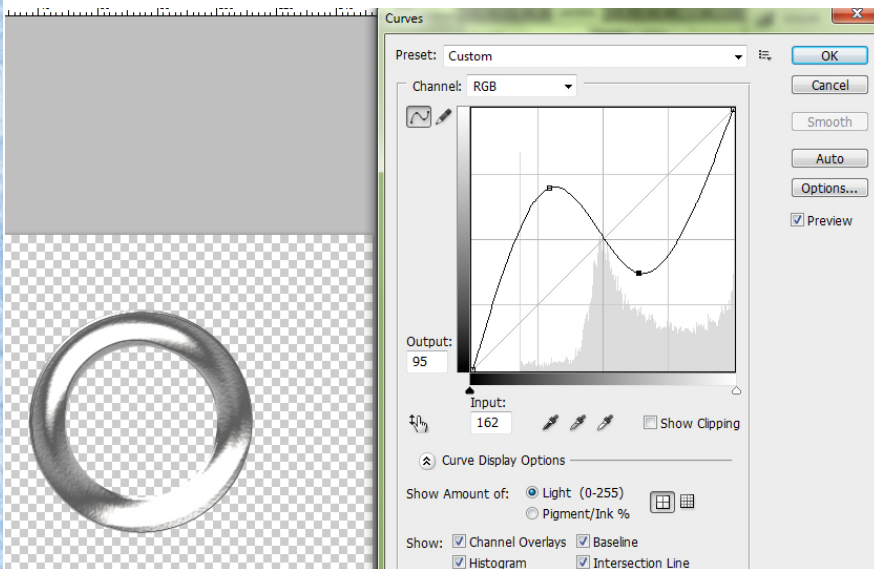 Curves
Preset: Custom
OK
Channel: RGB
Cancel
Smooth
Auto
Options...
Preview
Output:
95
Input:
162
Show Clipping
Curve Display Options
Show Amount of: Light (0-255)
Pigment/Ink %
Show: Channel Overlays Baseline
Histogram Intersection Line